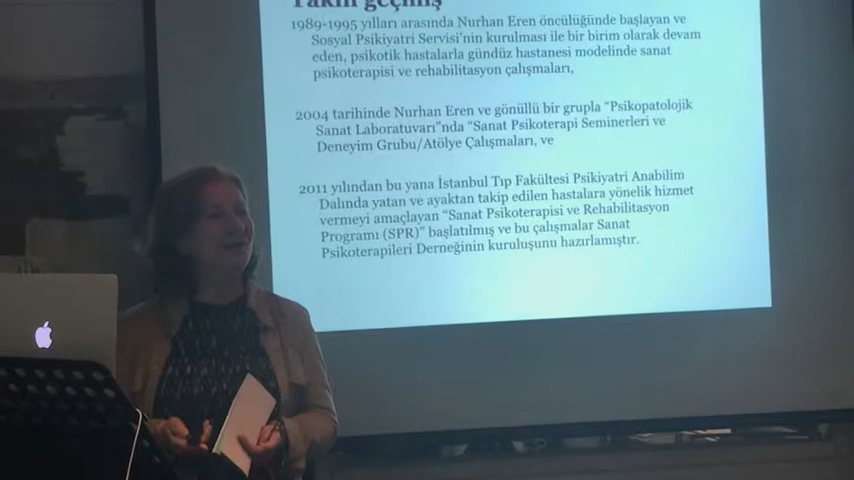 Yakın geçmiş
1989-1995 yılları arasında Nurhan Eren öncülüğünde başlayan ve
Sosyal Psikiyatri Servisi'nin kurulması ile bir birim olarak devam
eden, psikotik hastalarla gündüz hastanesi modelinde sanat
psikoterapisi ve rehabilitasyon çalışmaları,
2004 tarihinde Nurhan Eren ve gönüllü bir grupla “Psikopatolojik
Sanat Laboratuvarı”nda “Sanat Psikoterapi Seminerleri ve
Deneyim Grubu/Atölye Çalışmaları, ve
2011 yılından bu yana İstanbul Tıp Fakültesi Psikiyatri Anabilim
Dalında yatan ve ayaktan takip edilen hastalara yönelik hizmet
vermeyi amaçlayan “Sanat Psikoterapisi ve Rehabilitasyon
Programı (SPR)” başlatılmış ve bu çalışmalar Sanat
Psikoterapileri Derneğinin kuruluşunu hazırlamıştır.